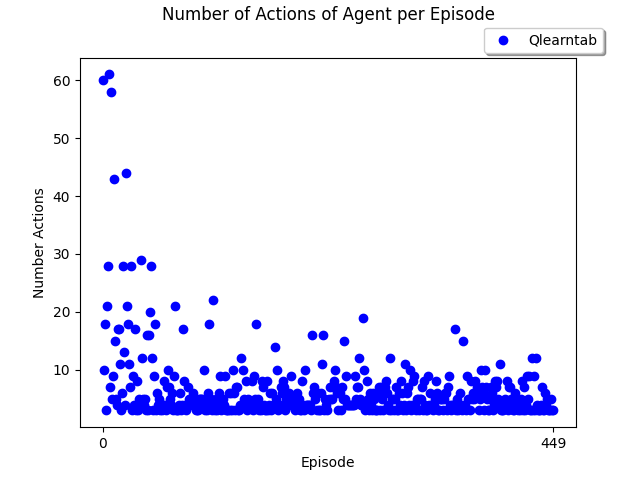 Number of Actions of Agent per Episode
Qlearntab
60
50
40
30
20
10
Number Actions
0
449
Episode